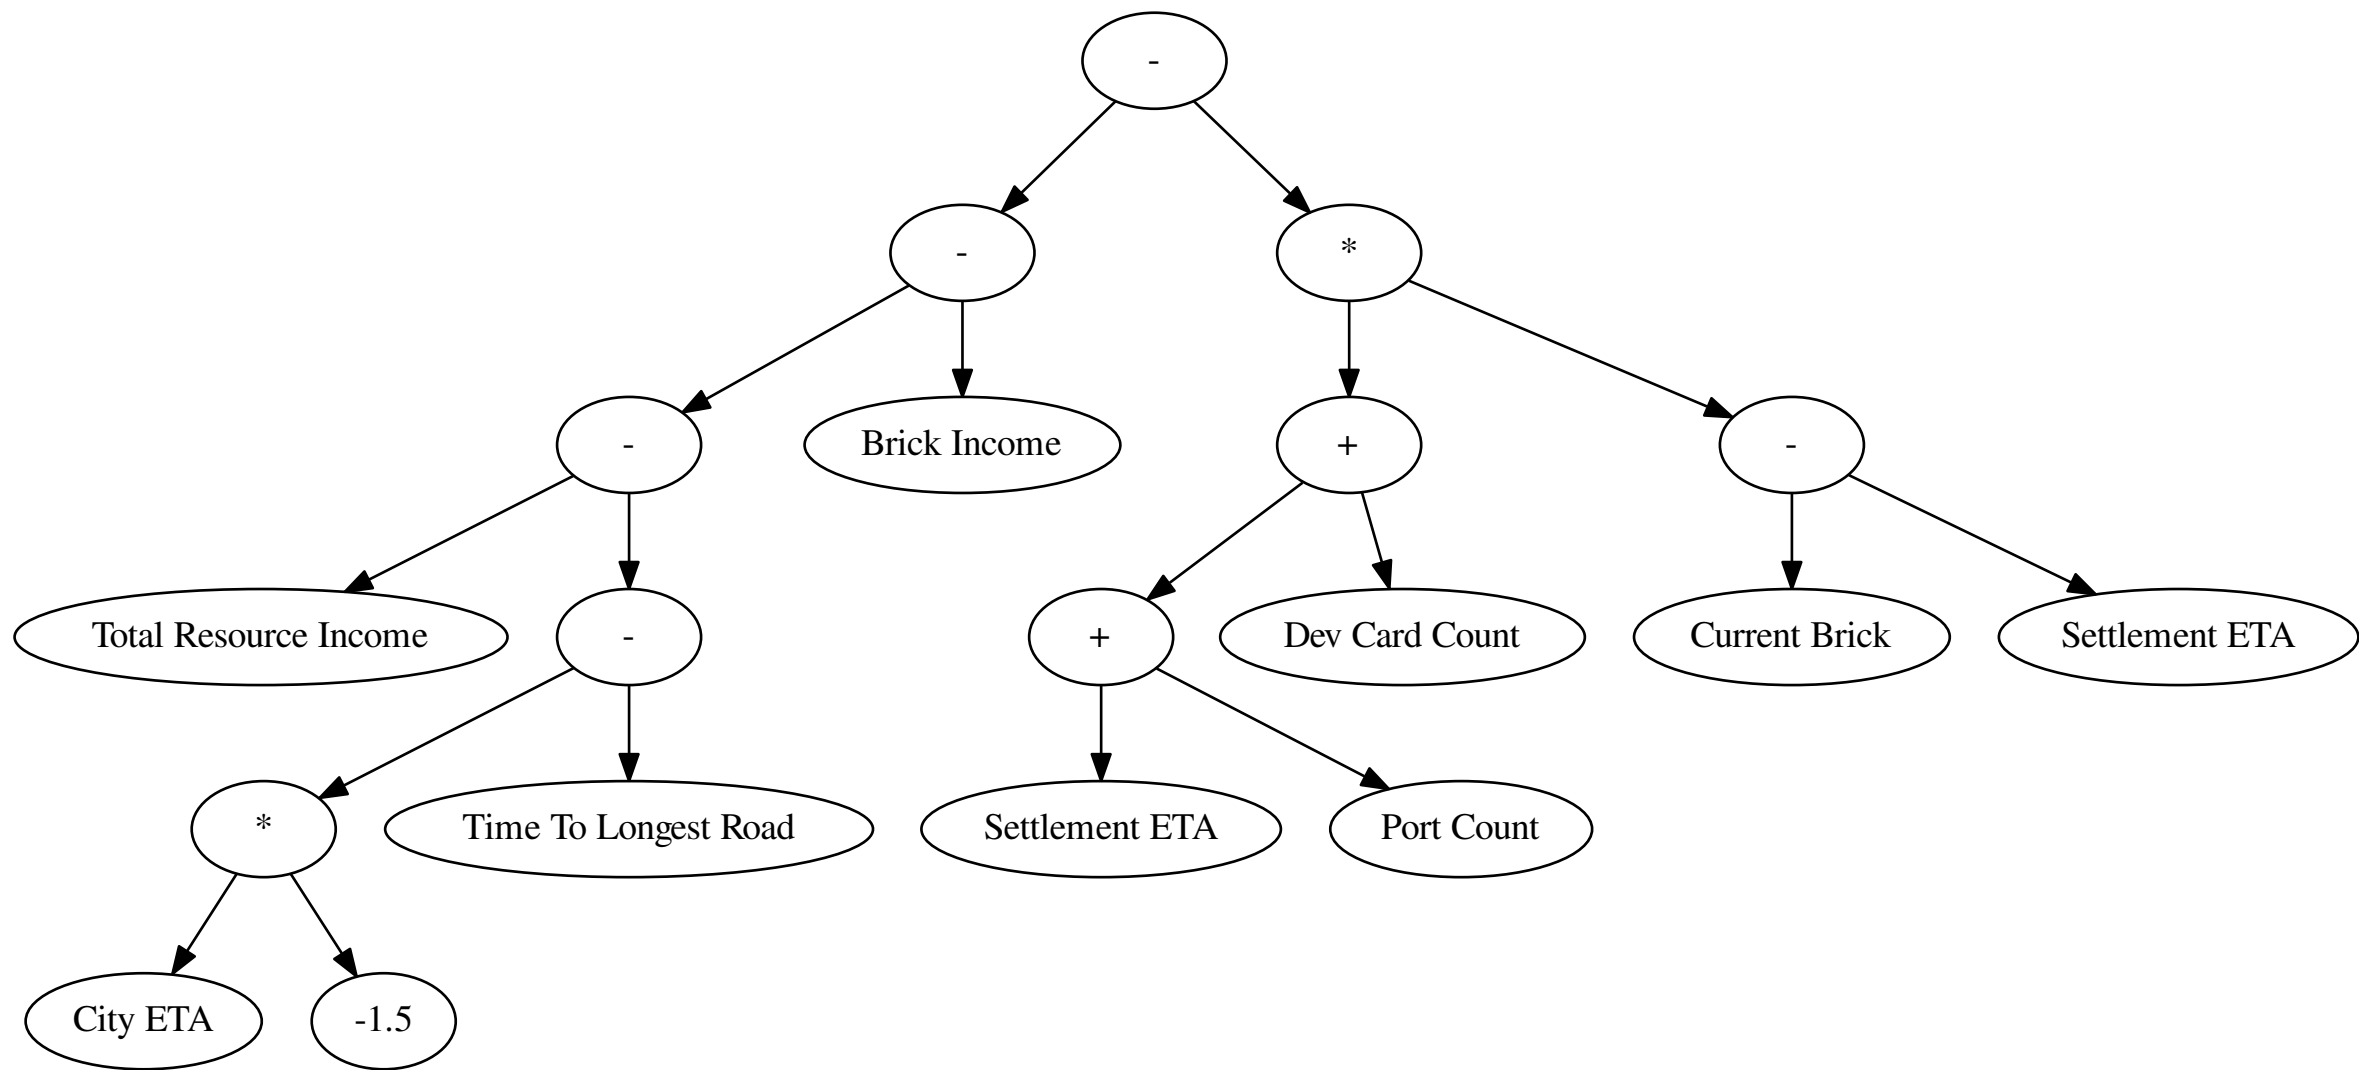 -
-
*
-
Brick Income
+
-
Total Resource Income
-
+
Dev Card Count
Current Brick
Settlement ETA
*
Time To Longest Road
Settlement ETA
Port Count
City ETA
-1.5